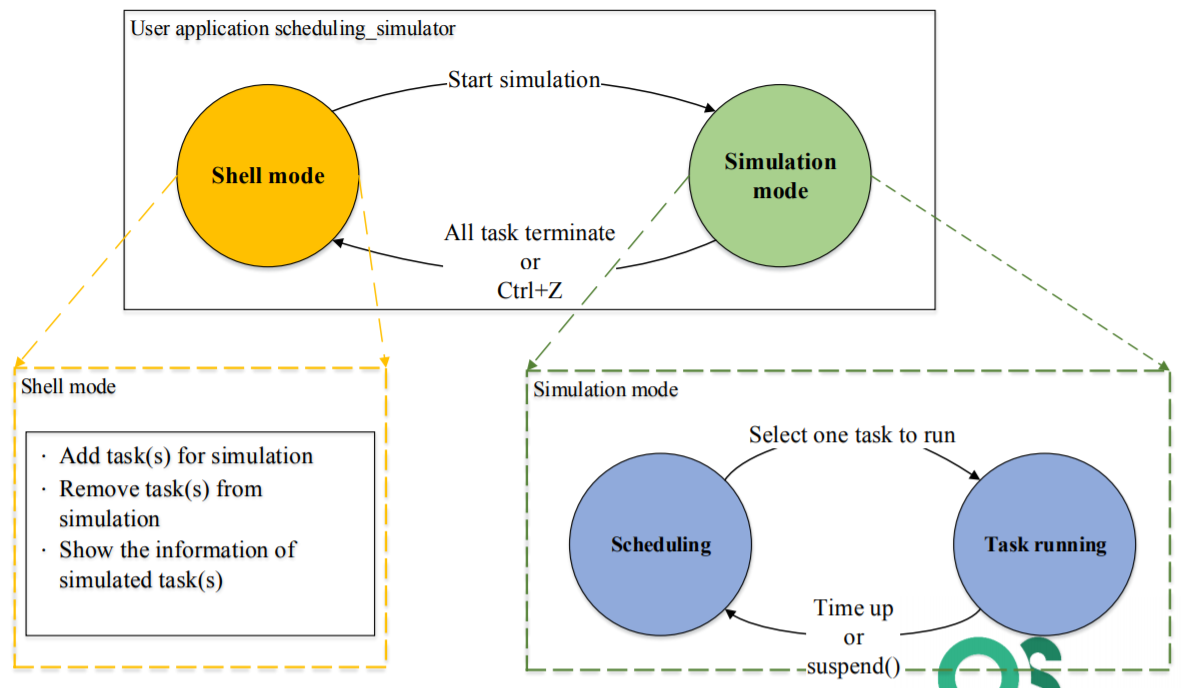 User application scheduling_simulator
Start simulation
Shell mode
Simulation
mode
All task terminate
or
Ctrl+Z
Shell mode
· Add task(s) for simulation
· Remove task(s) from
simulation
· Show the information of
simulated task(s)
Simulation mode
Select one task to run
Scheduling
Task running
Time up
or
suspend()